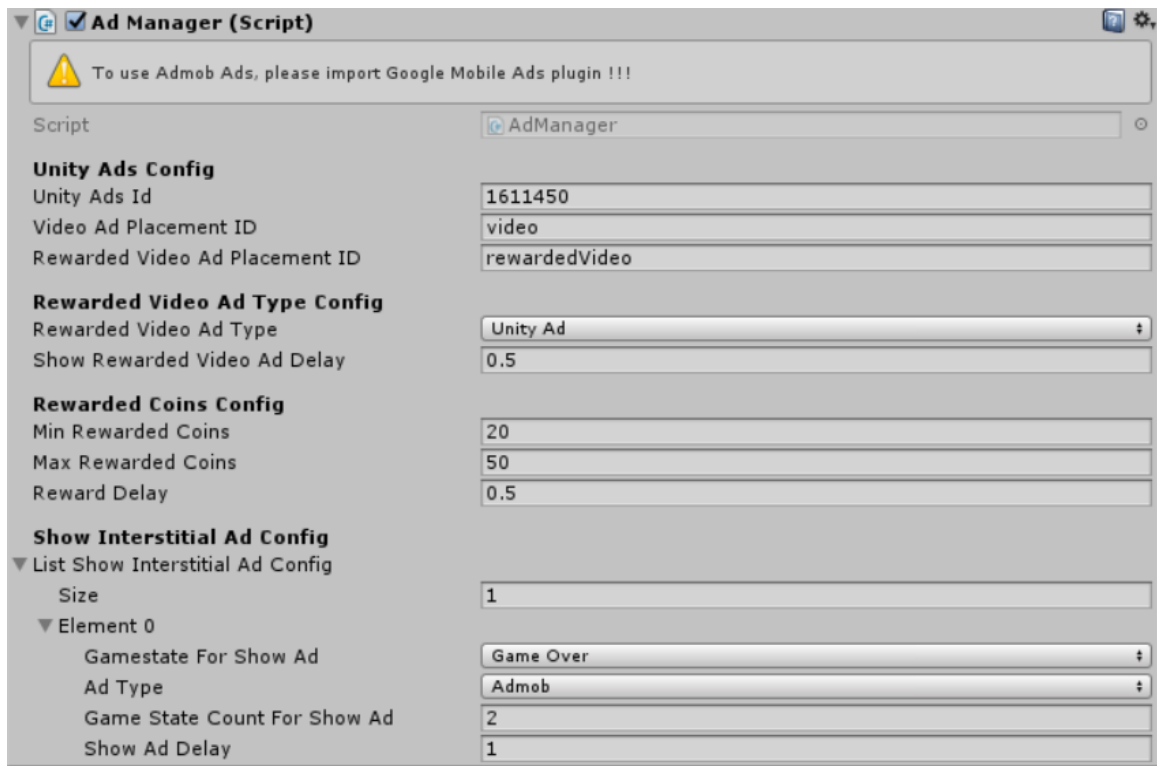 Ad Manager (Script)
To use Admob Ads, please import Google Mobile Ads plugin !!!
Script AdManager
Unity Ads Config
Unity Ads Id 1611450
Video Ad Placement ID video
Rewarded Video Ad Placement ID rewardedVideo
Rewarded Video Ad Type Config
Rewarded Video Ad Type Unity Ad
Show Rewarded Video Ad Delay 0.5
Rewarded Coins Config
Min Rewarded Coins 20
Max Rewarded Coins 50
Reward Delay 0.5
Show Interstitial Ad Config
List Show Interstitial Ad Config
Size 1
Element 0
Gamestate For Show Ad Game Over
Ad Type Admob
Game State Count For Show Ad 2
Show Ad Delay 1